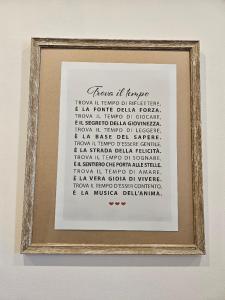 Trova il tempo
TROVA IL TEMPO DI RIFLETTERE,
È LA FONTE DELLA FORZA.
TROVA IL TEMPO DI GIOCARE,
È IL SEGRETO DELLA GIOVINEZZA.
TROVA IL TEMPO DI LEGGERE,
È LA BASE DEL SAPERE.
TROVA IL TEMPO D'ESSERE GENTILE,
È LA STRADA DELLA FELICITÀ.
TROVA IL TEMPO DI SOGNARE,
È IL SENTIERO CHE PORTA ALLE STELLE.
TROVA IL TEMPO DI AMARE,
È LA VERA GIOIA DI VIVERE.
TROVA IL TEMPO D'ESSER CONTENTO,
È LA MUSICA DELL'ANIMA.